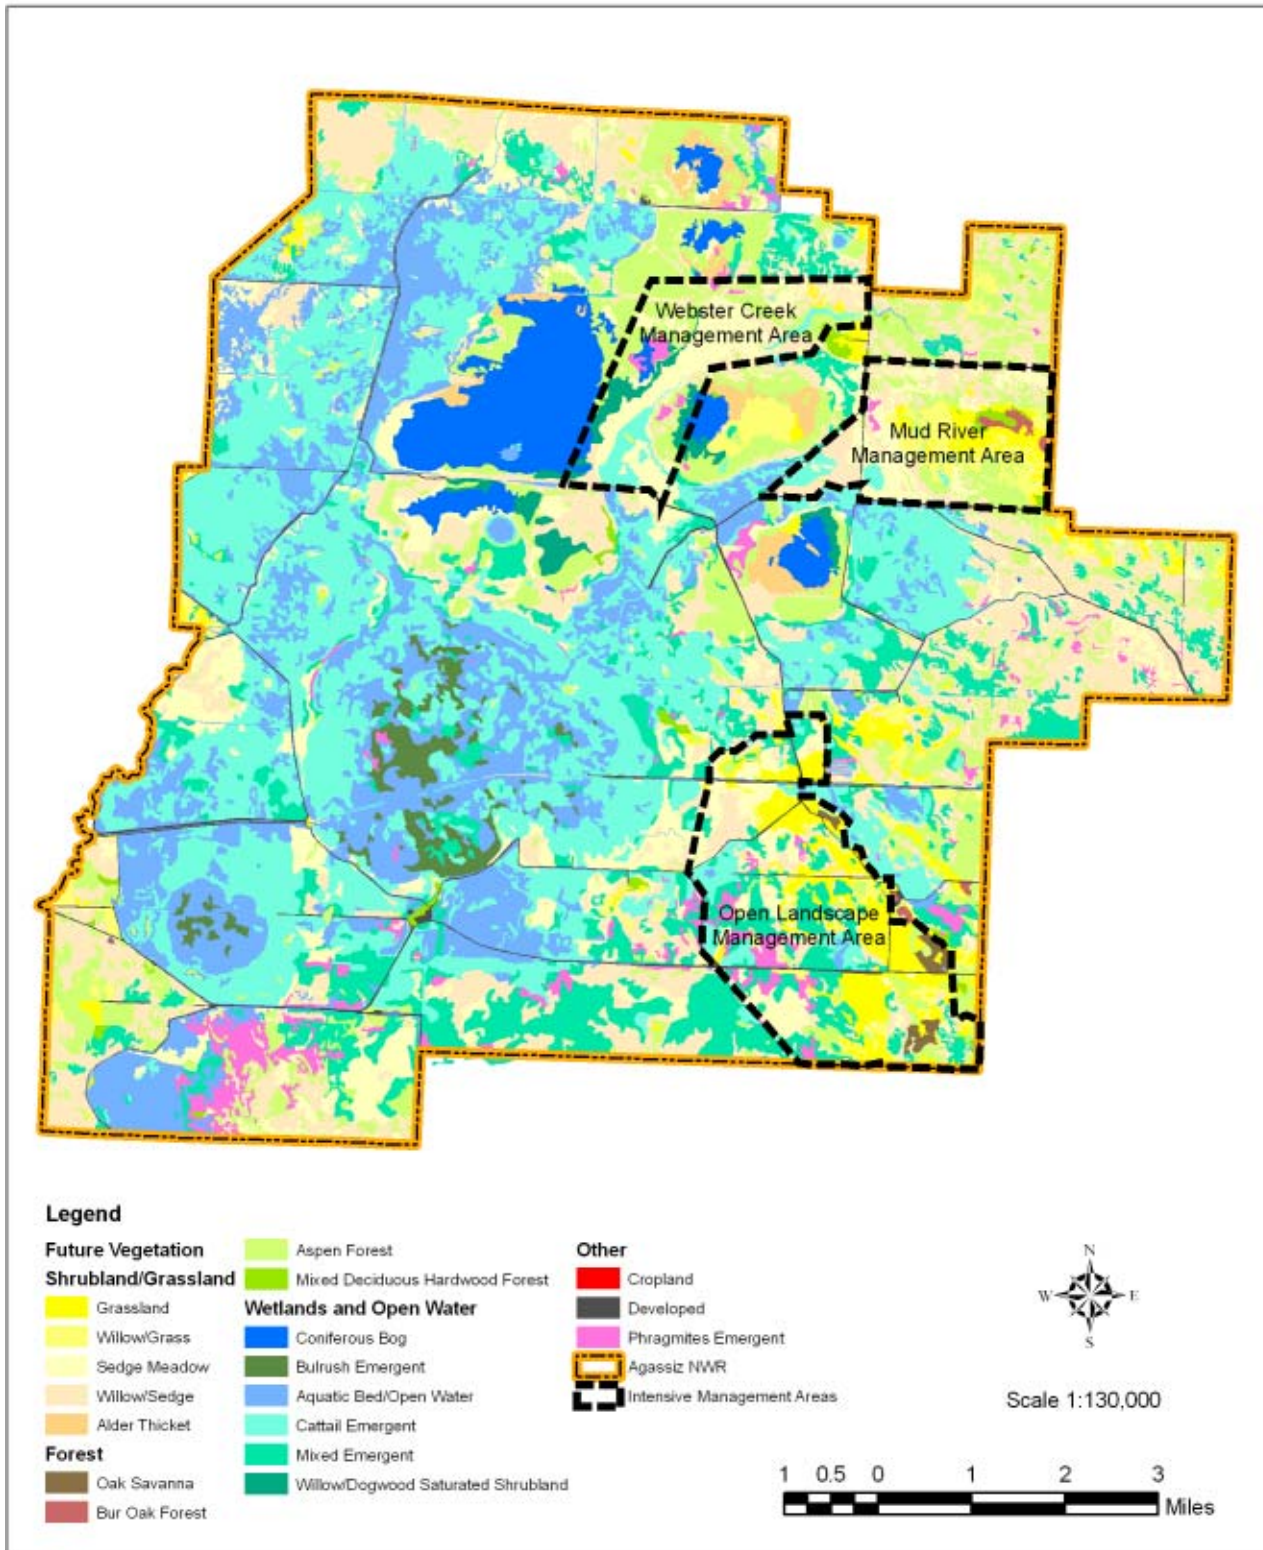 Webster Creek
Management Area
Mud River
Management Area
Open Landscape
Management Area
Legend
Future Vegetation
Shrubland/Grassland
Grassland
Willow/Grass
Sedge Meadow
Willow/Sedge
Alder Thicket
Forest
Oak Savanna
Bur Oak Forest
Aspen Forest
Mixed Deciduous Hardwood Forest
Wetlands and Open Water
Coniferous Bog
Bulrush Emergent
Aquatic Bed/Open Water
Cattail Emergent
Mixed Emergent
Willow/Dogwood Saturated Shrubland
Other
Cropland
Developed
Phragmites Emergent
Agassiz NWR
Intensive Management Areas
N
W E
S
Scale 1:130,000
1 0.5 0 1 2 3
Miles